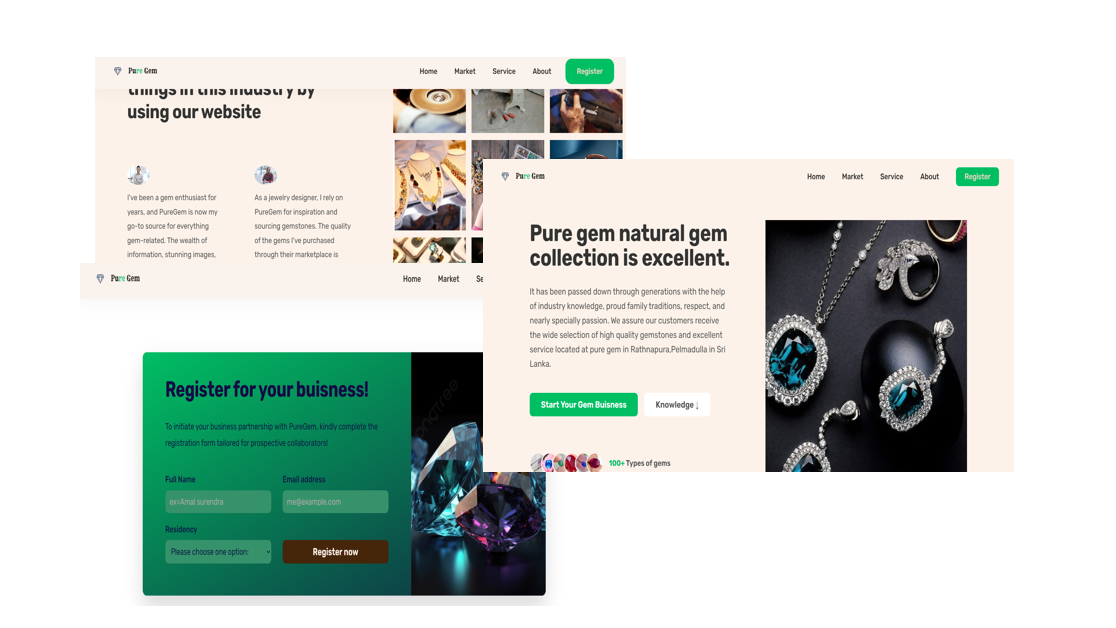 Pure Gem
Home Market Service About Register
things in this industry by
using our website
I've been a gem enthusiast for
years, and PureGem is now my
go-to source for everything
gem-related. The wealth of
information, stunning images,
As a jewelry designer, I rely on
PureGem for inspiration and
sourcing gemstones. The quality
of the gems I've purchased
through their marketplace is
Pure Gem
Home Market Service About Register
Pure gem natural gem
collection is excellent.
It has been passed down through generations with the help
of industry knowledge, proud family traditions, respect, and
nearly specially passion. We assure our customers receive
the wide selection of high quality gemstones and excellent
service located at pure gem in Rathnapura,Pelmadulla in Sri
Lanka.
Start Your Gem Buisness Knowledge ↓
100+ Types of gems
Pure Gem
Home Market Se
Register for your buisness!
To initiate your business partnership with PureGem, kindly complete the
registration form tailored for prospective collaborators!
Full Name Email address
ex=Amal surendra me@example.com
Residency
Please choose one option: Register now